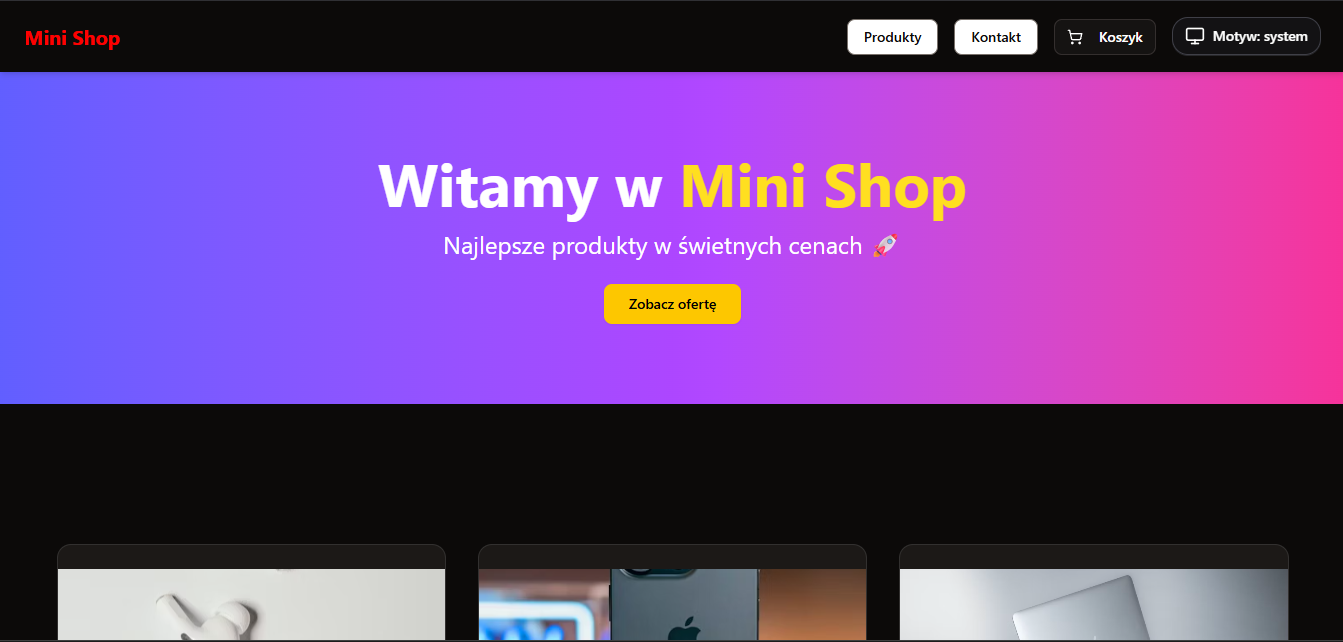 Mini Shop
Produkty
Kontakt
Koszyk
Motyw: system
Witamy w Mini Shop
Najlepsze produkty w świetnych cenach 🚀
Zobacz ofertę